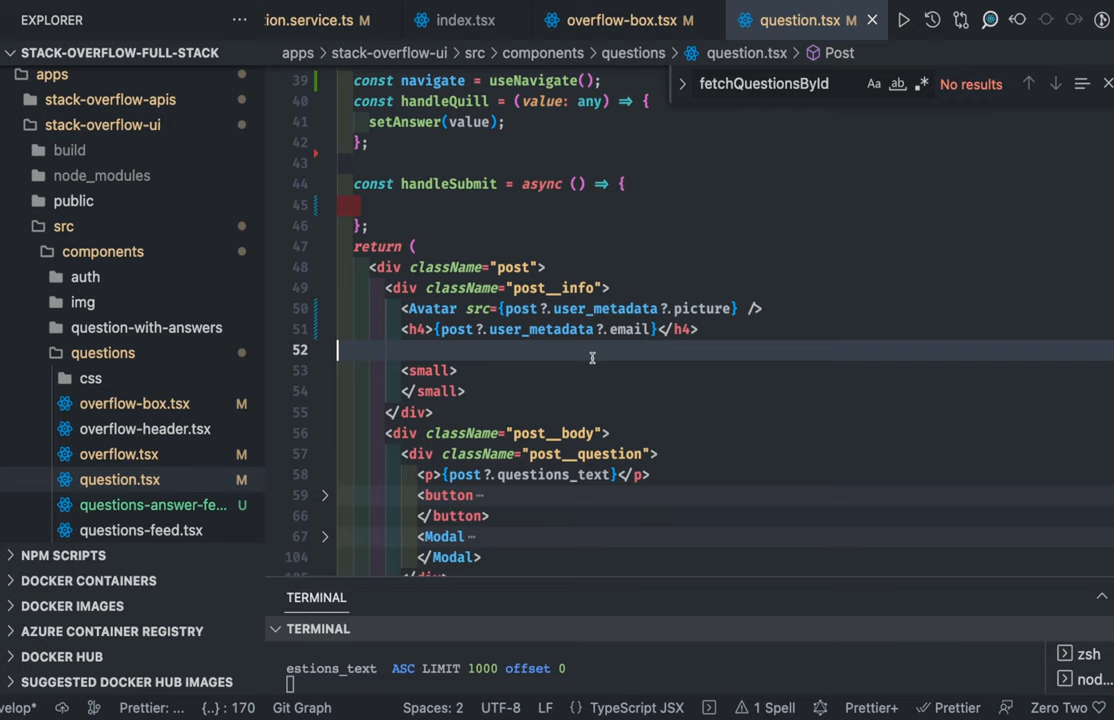 EXPLORER
STACK-OVERFLOW-FULL-STACK
apps
stack-overflow-apis
stack-overflow-ui
build
node_modules
public
src
components
auth
img
question-with-answers
questions
css
overflow-box.tsx M
overflow-header.tsx
overflow.tsx M
question.tsx M
questions-answer-fe... U
questions-feed.tsx
NPM SCRIPTS
DOCKER CONTAINERS
DOCKER IMAGES
AZURE CONTAINER REGISTRY
DOCKER HUB
SUGGESTED DOCKER HUB IMAGES
tion.service.ts M
index.tsx
overflow-box.tsx M
question.tsx M
apps > stack-overflow-ui > src > components > questions > question.tsx > Post
fetchQuestionsById Aa ab No results
39 const navigate = useNavigate();
40 const handleQuill = (value: any) => {
41 setAnswer(value);
42 };
43
44 const handleSubmit = async () => {
45
46 };
47 return (
48 <div className="post">
49 <div className="post__info">
50 <Avatar src={post?.user_metadata?.picture} />
51 <h4>{post?.user_metadata?.email}</h4>
52
53 <small>
54 </small>
55 </div>
56 <div className="post__body">
57 <div className="post__question">
58 <p>{post?.questions_text}</p>
59 <button ...
66 </button>
67 <Modal ...
104 </Modal>
TERMINAL
TERMINAL
estions_text ASC LIMIT 1000 offset 0
zsh
nod...
velop* Prettier: ... {..} : 170 Git Graph Spaces: 2 UTF-8 LF {} TypeScript JSX 1 Spell Prettier+ Prettier Zero Two